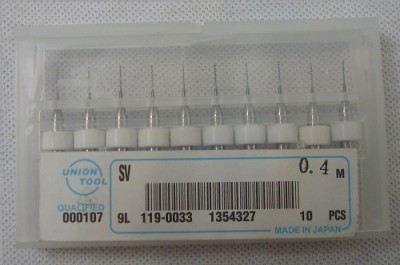 UNION
TOOL
SV
0.4 M
QUALIFIED
000107
9L 119-0033 1354327 10 PCS
MADE IN JAPAN